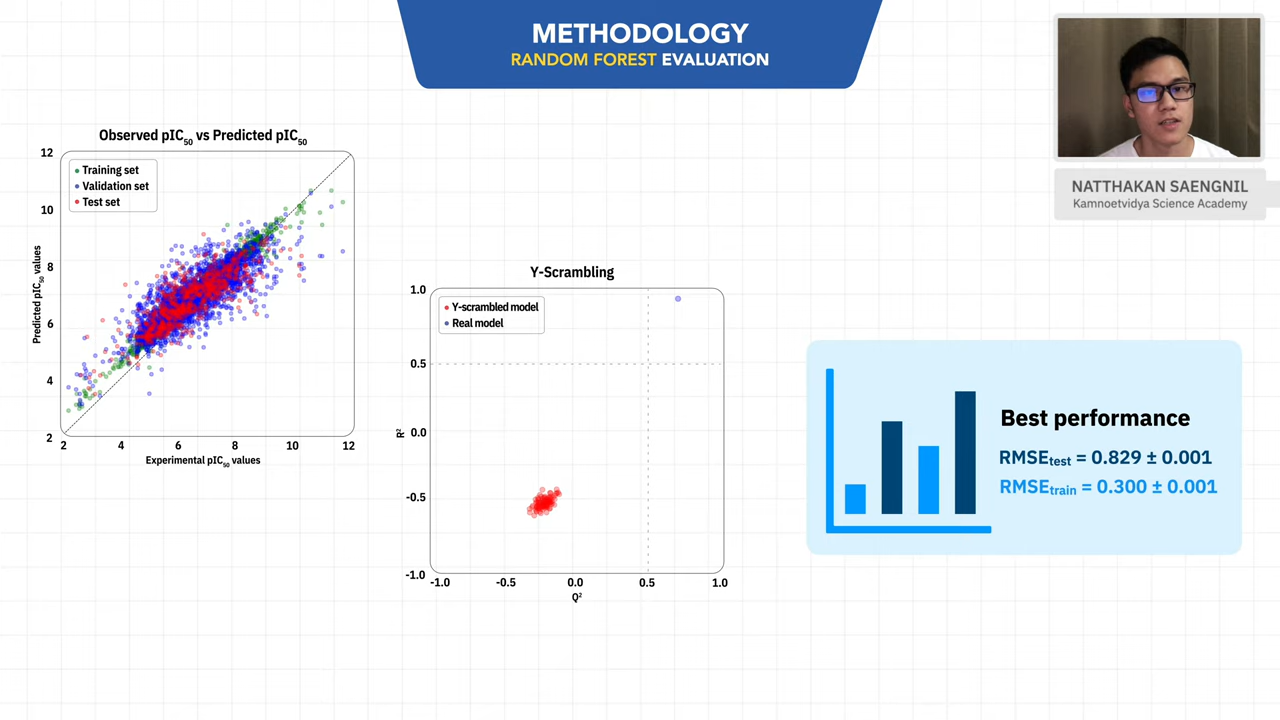 METHODOLOGY
RANDOM FOREST EVALUATION
NATTHAKAN SAENGNIL
Kamnoetvidya Science Academy
Observed pIC50 vs Predicted pIC50
12
10
8
6
4
2
Predicted pIC50 values
Training set
Validation set
Test set
2 4 6 8 10 12
Experimental pIC50 values
Y-Scrambling
1.0
0.5
0.0
-0.5
-1.0
R²
Y-scrambled model
Real model
-1.0 -0.5 0.0 0.5 1.0
Q²
Best performance
RMSEtest = 0.829 ± 0.001
RMSEtrain = 0.300 ± 0.001